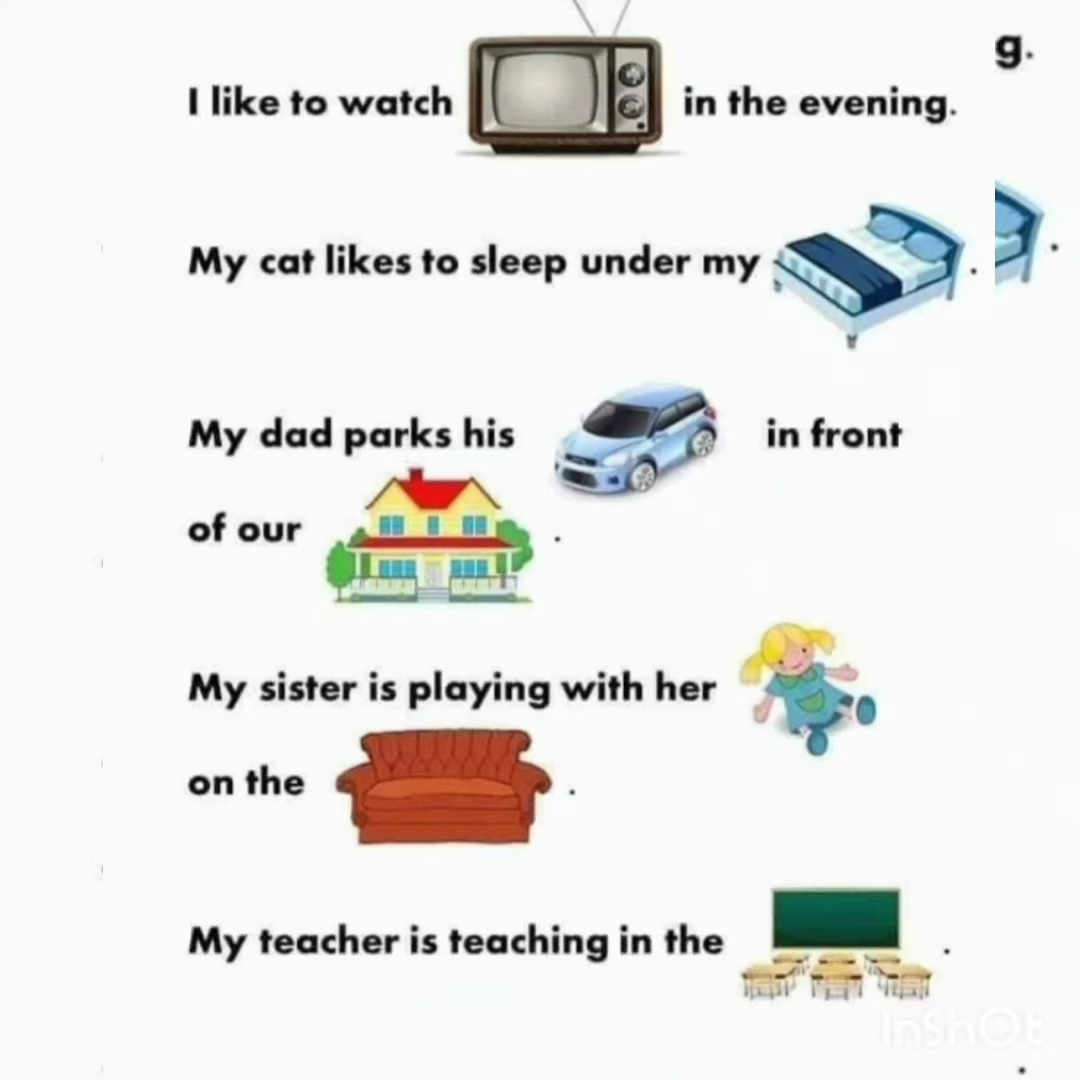 g.
I like to watch in the evening.
My cat likes to sleep under my .
My dad parks his in front
of our .
My sister is playing with her
on the .
My teacher is teaching in the .
InShOt